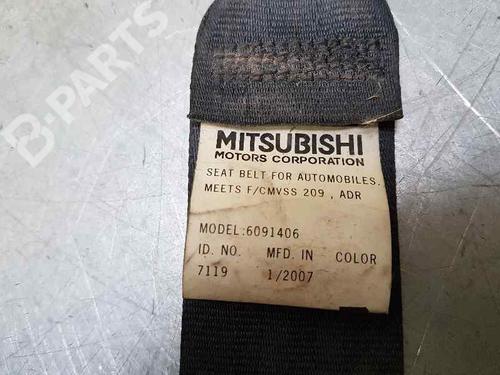 B-PARTS
MITSUBISHI
MOTORS CORPORATION
SEAT BELT FOR AUTOMOBILES.
MEETS F/CMVSS 209 , ADR
MODEL:6091406
ID. NO. MFD. IN COLOR
7119 1/2007